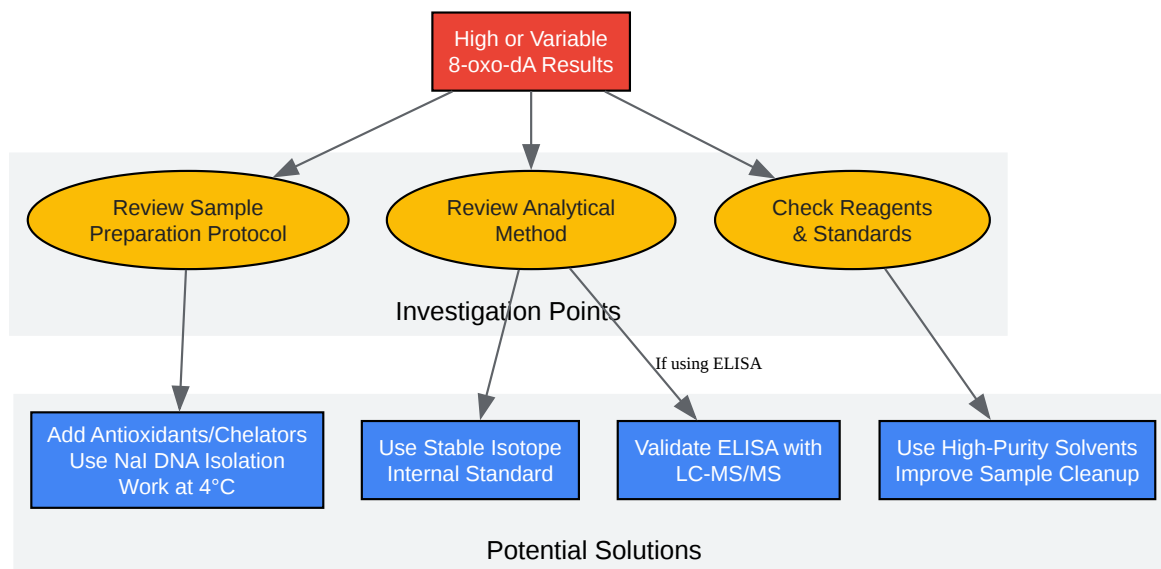 High or Variable
8-oxo-dA Results
Review Sample
Preparation Protocol
Review Analytical
Method
Check Reagents
& Standards
Investigation Points
If using ELISA
Add Antioxidants/Chelators
Use NaI DNA Isolation
Work at 4°C
Use Stable Isotope
Internal Standard
Validate ELISA with
LC-MS/MS
Use High-Purity Solvents
Improve Sample Cleanup
Potential Solutions